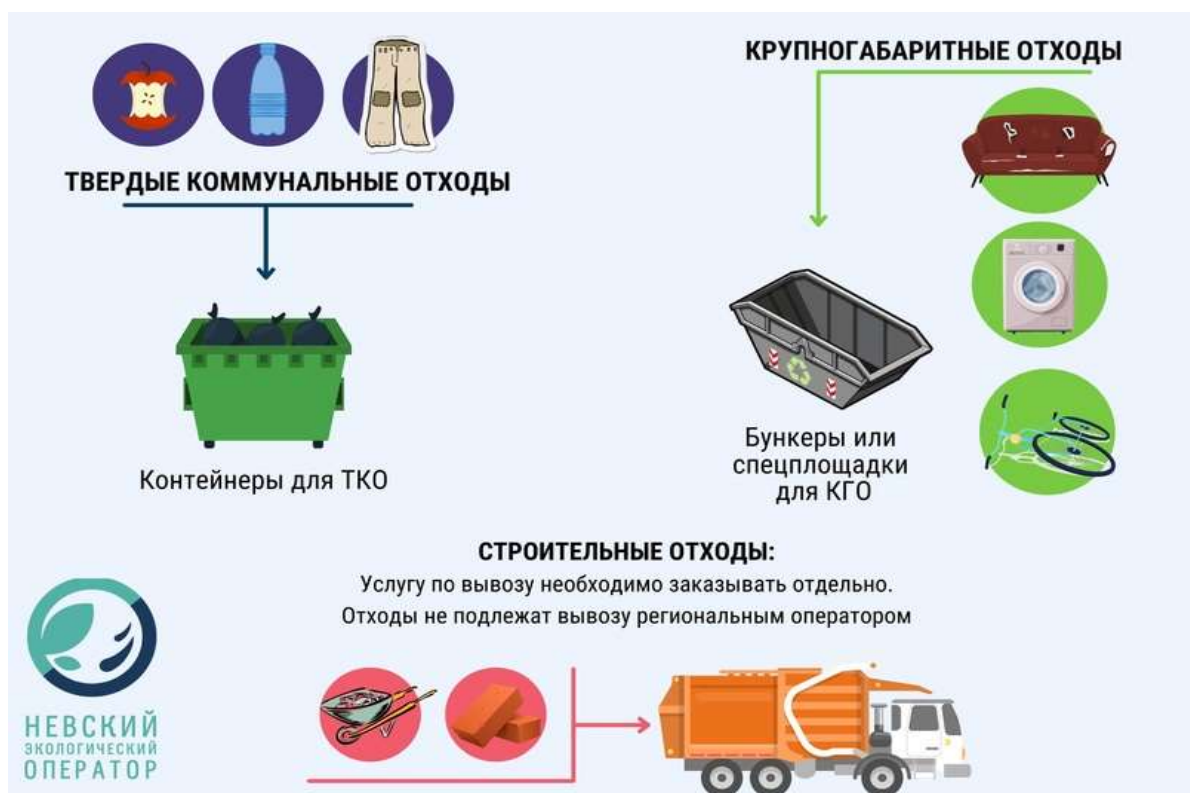 ТВЕРДЫЕ КОММУНАЛЬНЫЕ ОТХОДЫ
Контейнеры для ТКО
КРУПНОГАБАРИТНЫЕ ОТХОДЫ
Бункеры или
спецплощадки
для КГО
СТРОИТЕЛЬНЫЕ ОТХОДЫ:
Услугу по вывозу необходимо заказывать отдельно.
Отходы не подлежат вывозу региональным оператором
НЕВСКИЙ
ЭКОЛОГИЧЕСКИЙ
ОПЕРАТОР